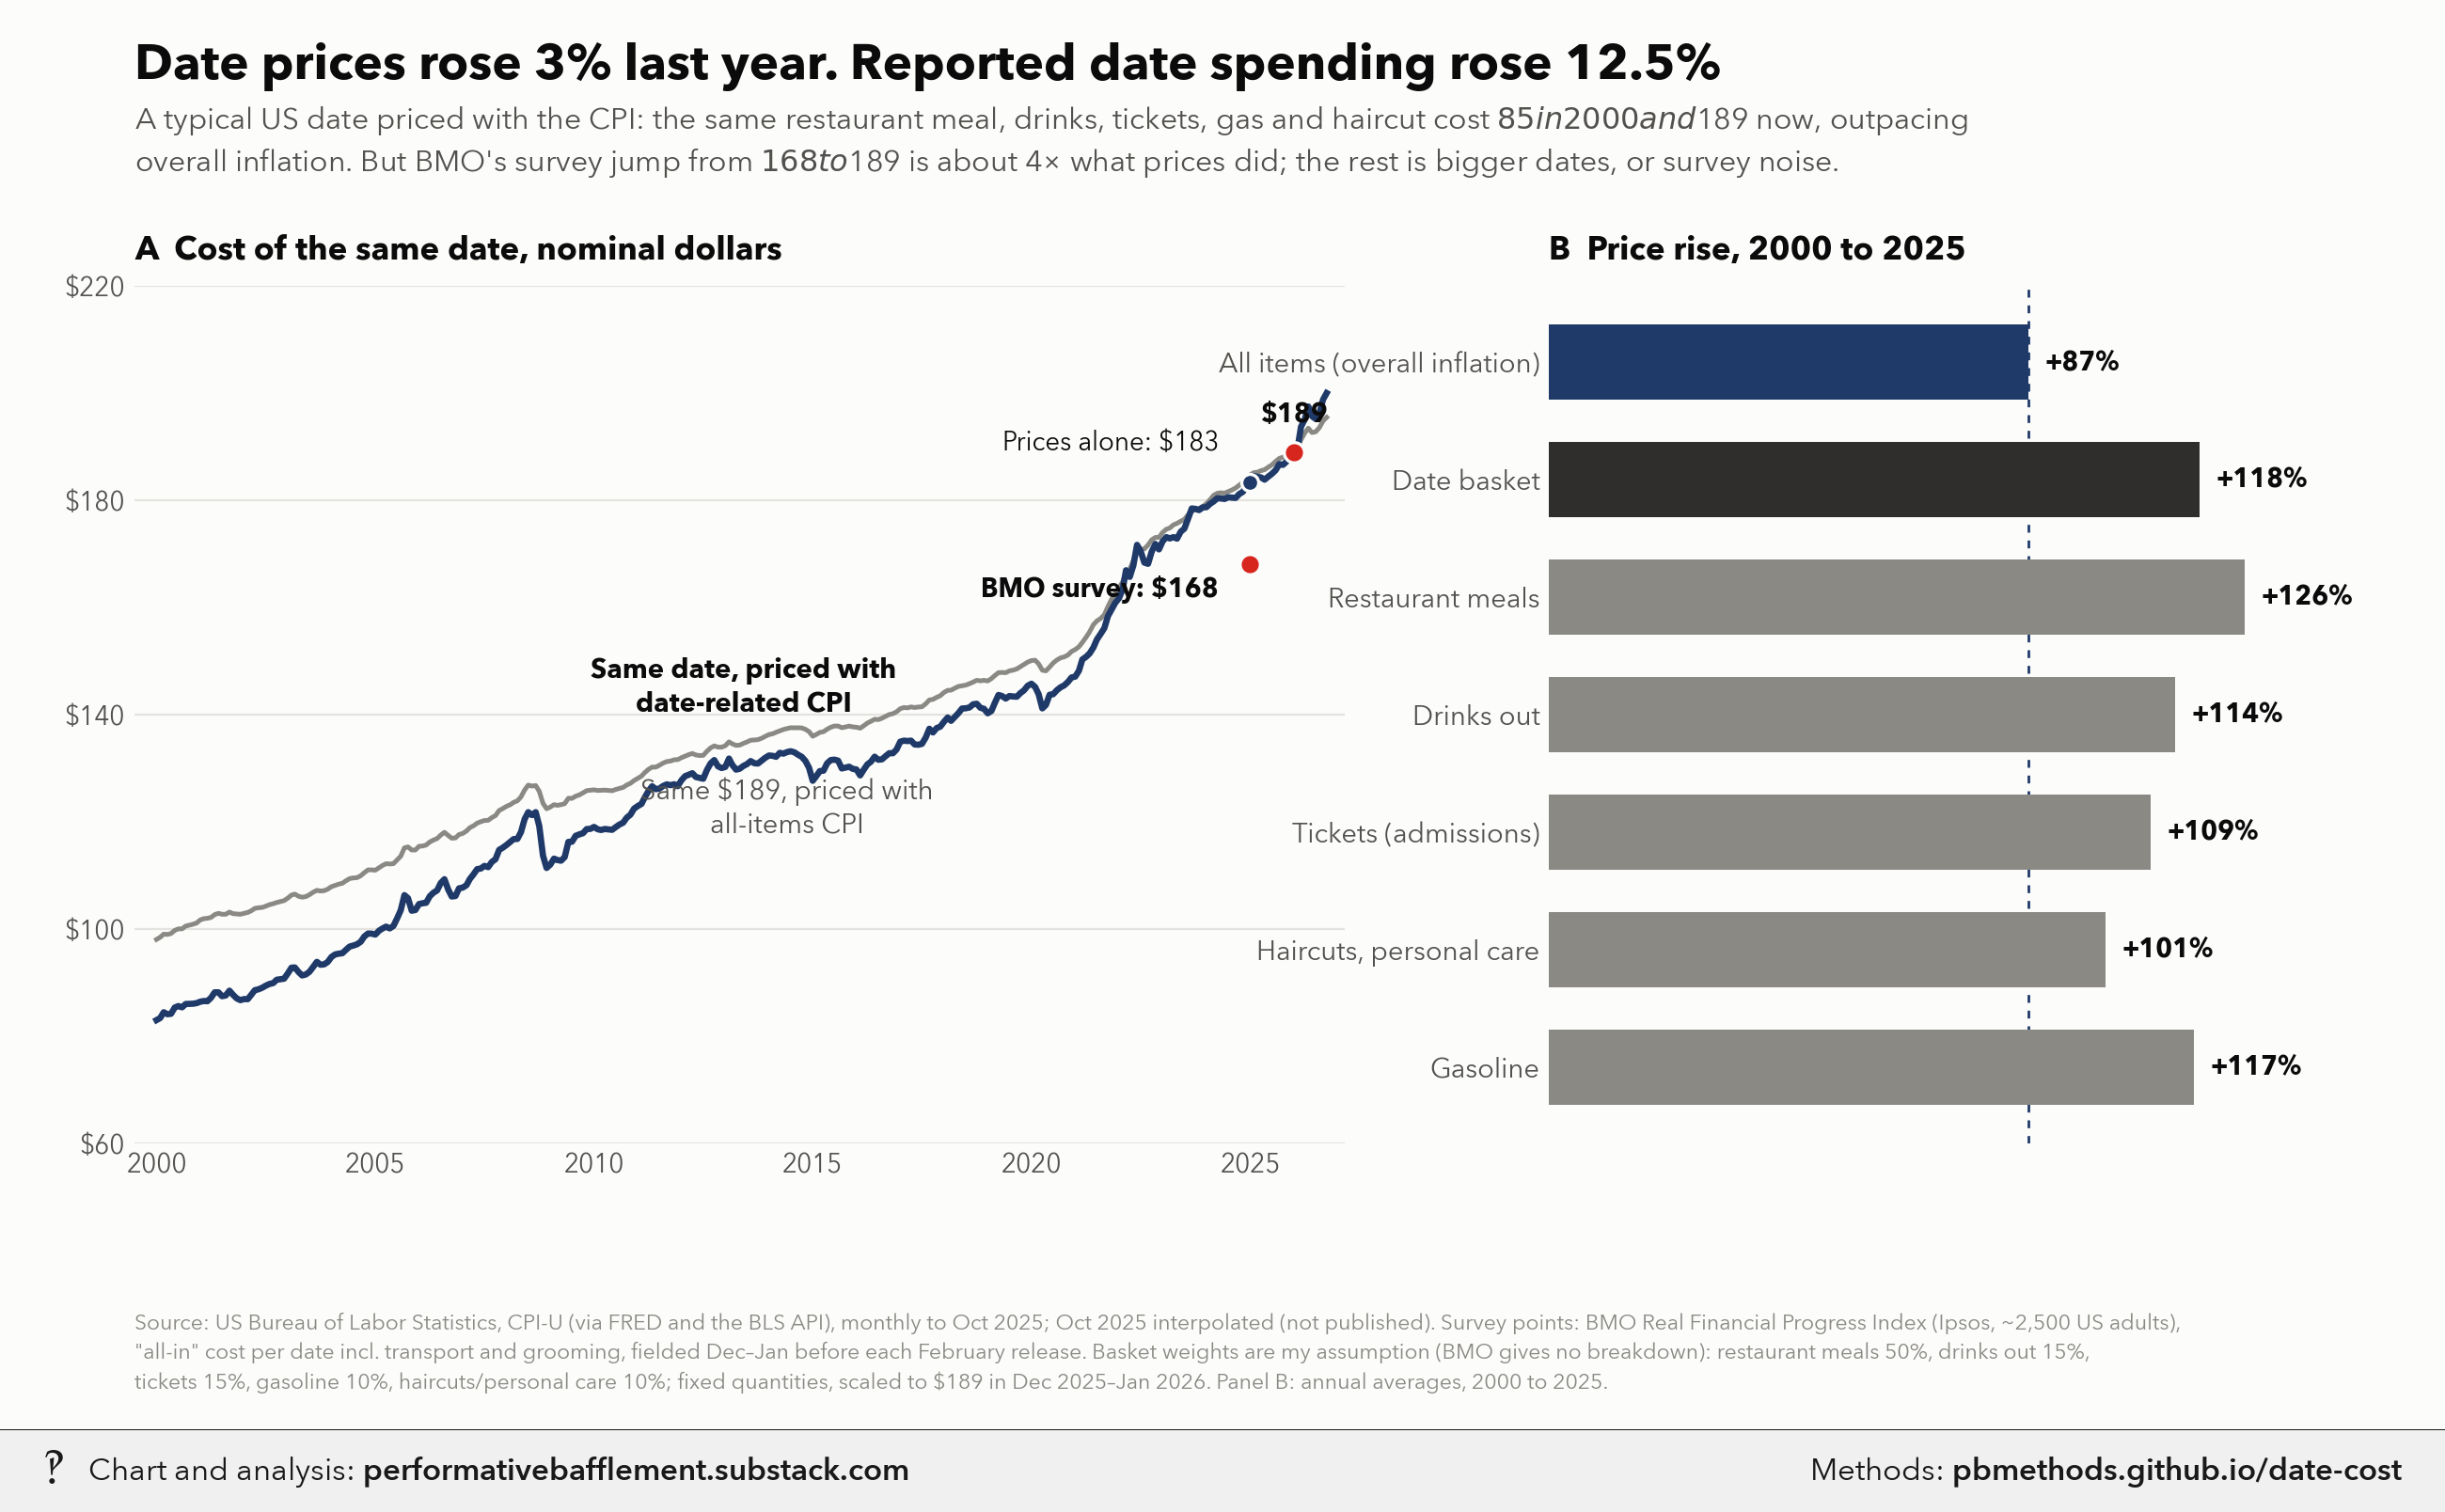 Date prices rose 3% last year. Reported date spending rose 12.5%
A typical US date priced with the CPI: the same restaurant meal, drinks, tickets, gas and haircut cost 85in2000and189 now, outpacing
overall inflation. But BMO's survey jump from 168to189 is about 4× what prices did; the rest is bigger dates, or survey noise.
A Cost of the same date, nominal dollars
$220
$180
$140
$100
$60
2000
2005
2010
2015
2020
2025
$189
Prices alone: $183
BMO survey: $168
Same date, priced with
date-related CPI
Same $189, priced with
all-items CPI
B Price rise, 2000 to 2025
All items (overall inflation)
+87%
Date basket
+118%
Restaurant meals
+126%
Drinks out
+114%
Tickets (admissions)
+109%
Haircuts, personal care
+101%
Gasoline
+117%
Source: US Bureau of Labor Statistics, CPI-U (via FRED and the BLS API), monthly to Oct 2025; Oct 2025 interpolated (not published). Survey points: BMO Real Financial Progress Index (Ipsos, ~2,500 US adults),
"all-in" cost per date incl. transport and grooming, fielded Dec–Jan before each February release. Basket weights are my assumption (BMO gives no breakdown): restaurant meals 50%, drinks out 15%,
tickets 15%, gasoline 10%, haircuts/personal care 10%; fixed quantities, scaled to $189 in Dec 2025–Jan 2026. Panel B: annual averages, 2000 to 2025.
‽ Chart and analysis: performativebafflement.substack.com
Methods: pbmethods.github.io/date-cost